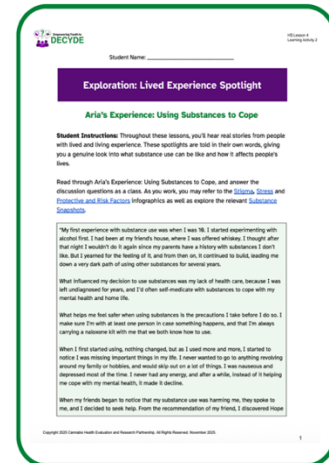 DECYDE
HS Lesson 4
Learning Activity 2
Student Name:
Exploration: Lived Experience Spotlight
Aria's Experience: Using Substances to Cope
Student Instructions: Throughout these lessons, you'll hear real stories from people
with lived and living experience. These spotlights are told in their own words, giving
you a genuine look into what substance use can be like and how it affects people's
lives.
Read through Aria's Experience: Using Substances to Cope, and answer the
discussion questions as a class. As you work, you may refer to the Stigma, Stress and
Protective and Risk Factors infographics as well as explore the relevant Substance
Snapshots.
"My first experience with substance use was when I was 16. I started experimenting with
alcohol first. I had been at my friend's house, where I was offered whiskey. I thought after
that night I wouldn't do it again since my parents have a history with substances I don't
like. But I yearned for the feeling of it, and from then on, it continued to build, leading me
down a very dark path of using other substances for several years.
What influenced my decision to use substances was my lack of health care, because I was
left undiagnosed for years, and I'd often self-medicate with substances to cope with my
mental health and home life.
What helps me feel safer when using substances is the precautions I take before I do so. I
make sure I'm with at least one person in case something happens, and that I'm always
carrying a naloxone kit with me that we both know how to use.
When I first started using, nothing changed, but as I used more and more, I started to
notice I was missing important things in my life. I never wanted to go to anything revolving
around my family or hobbies, and would skip out on a lot of things. I was nauseous and
depressed most of the time. I never had any energy, and after a while, instead of it helping
me cope with my mental health, it made it decline.
When my friends began to notice that my substance use was harming me, they spoke to
me, and I decided to seek help. From the recommendation of my friend, I discovered Hope
Copyright 2025 Cannabis Health Evaluation and Research Partnership. All Rights Reserved. November 2025.
1